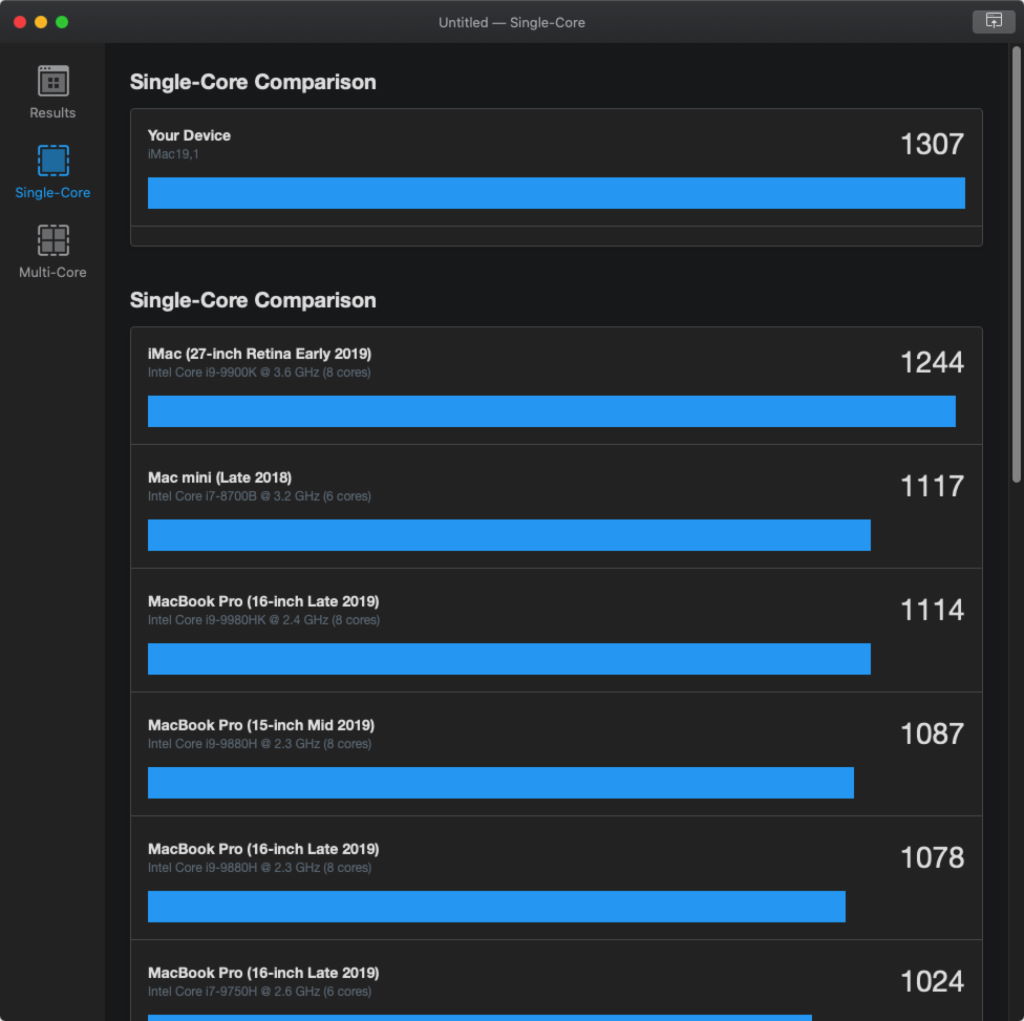 Untitled — Single-Core
Results
Single-Core
Multi-Core
Single-Core Comparison
Your Device
iMac19,1
1307
Single-Core Comparison
iMac (27-inch Retina Early 2019)
Intel Core i9-9900K @ 3.6 GHz (8 cores)
1244
Mac mini (Late 2018)
Intel Core i7-8700B @ 3.2 GHz (6 cores)
1117
MacBook Pro (16-inch Late 2019)
Intel Core i9-9980HK @ 2.4 GHz (8 cores)
1114
MacBook Pro (15-inch Mid 2019)
Intel Core i9-9880H @ 2.3 GHz (8 cores)
1087
MacBook Pro (16-inch Late 2019)
Intel Core i9-9880H @ 2.3 GHz (8 cores)
1078
MacBook Pro (16-inch Late 2019)
Intel Core i7-9750H @ 2.6 GHz (6 cores)
1024